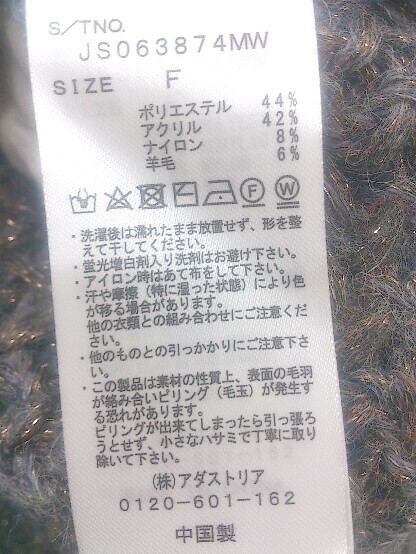 S/TNO.
JS063874MW
SIZE F
ポリエステル 44%
アクリル 42%
ナイロン 8%
羊毛 6%
F W
・洗濯後は濡れたまま放置せず、形を整
えて干してください。
・蛍光増白剤入り洗剤はお避け下さい。
・アイロン時はあて布をして下さい。
・汗や摩擦（特に湿った状態）により色
が移る場合があります。
他の衣類との組み合わせにご注意くだ
さい。
・他のものとの引っかかりにご注意下さ
い。
・この製品は素材の性質上、表面の毛羽
が絡み合いピリング（毛玉）が発生す
る恐れがあります。
ピリングが出来てしまったら引っ張ろ
うとせず、小さなハサミで丁寧に取り
除いて下さい。
(株)アダストリア
0120-601-162
中国製